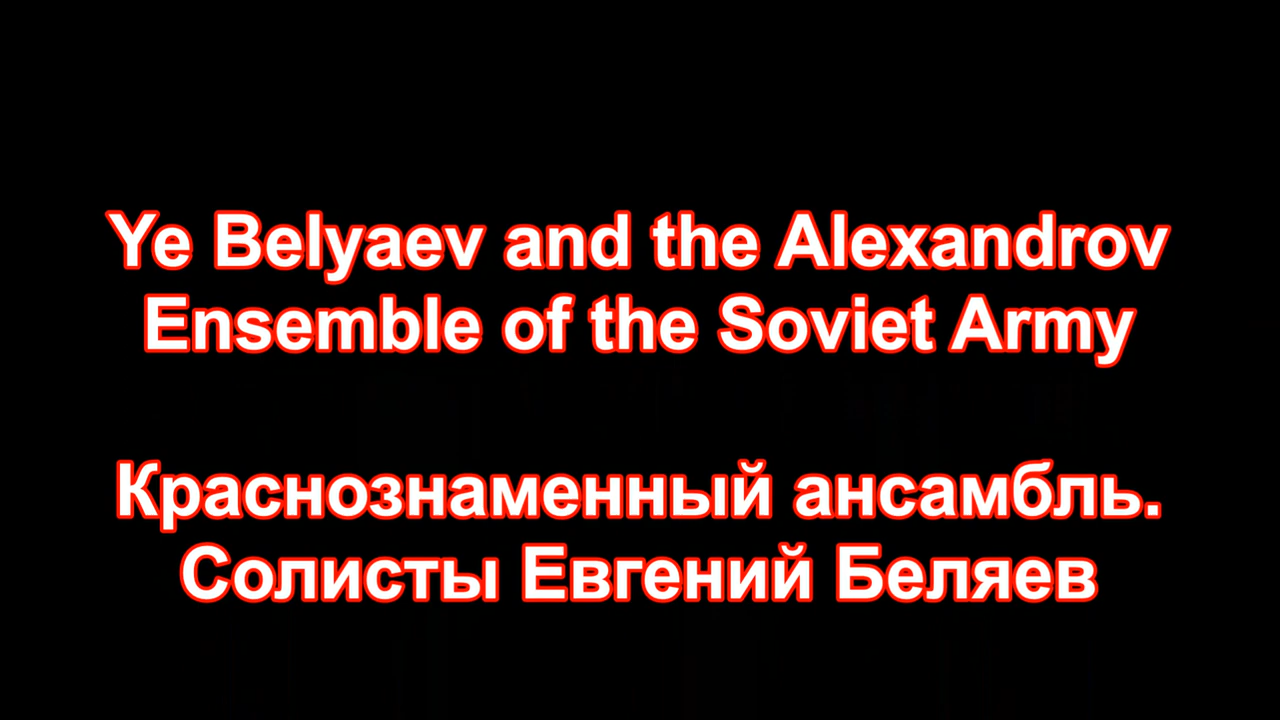 Ye Belyaev and the Alexandrov
Ensemble of the Soviet Army
Краснознаменный ансамбль.
Солисты Евгений Беляев